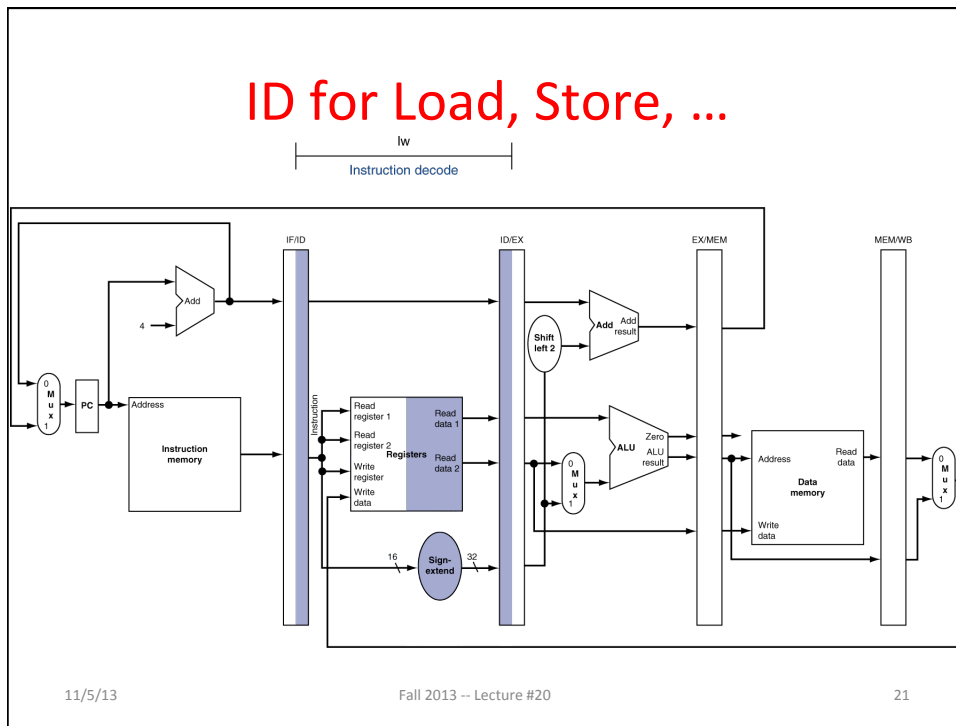 ID for Load, Store, …
lw
Instruction decode
IF/ID
ID/EX
EX/MEM
MEM/WB
Add
4
Shift
left 2
Add
Add
result
0
M
u
x
1
PC
Address
Instruction
memory
Instruction
Read
register 1
Read
register 2
Write
register
Write
data
Registers
Read
data 1
Read
data 2
16
Sign-
extend
32
0
M
u
x
1
ALU
Zero
ALU
result
Address
Read
data
Data
memory
Write
data
0
M
u
x
1
11/5/13
Fall 2013 -- Lecture #20
21